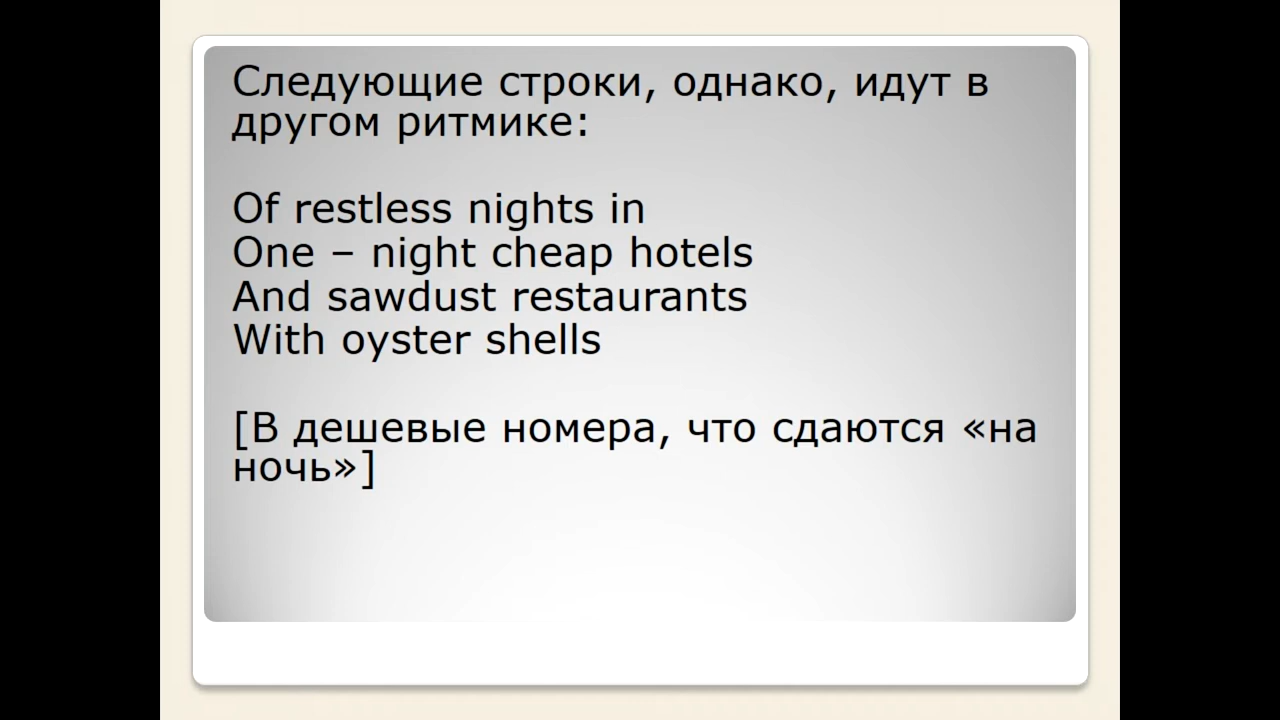 Следующие строки, однако, идут в
другом ритмике:
Of restless nights in
One – night cheap hotels
And sawdust restaurants
With oyster shells
[В дешевые номера, что сдаются «на
ночь»]